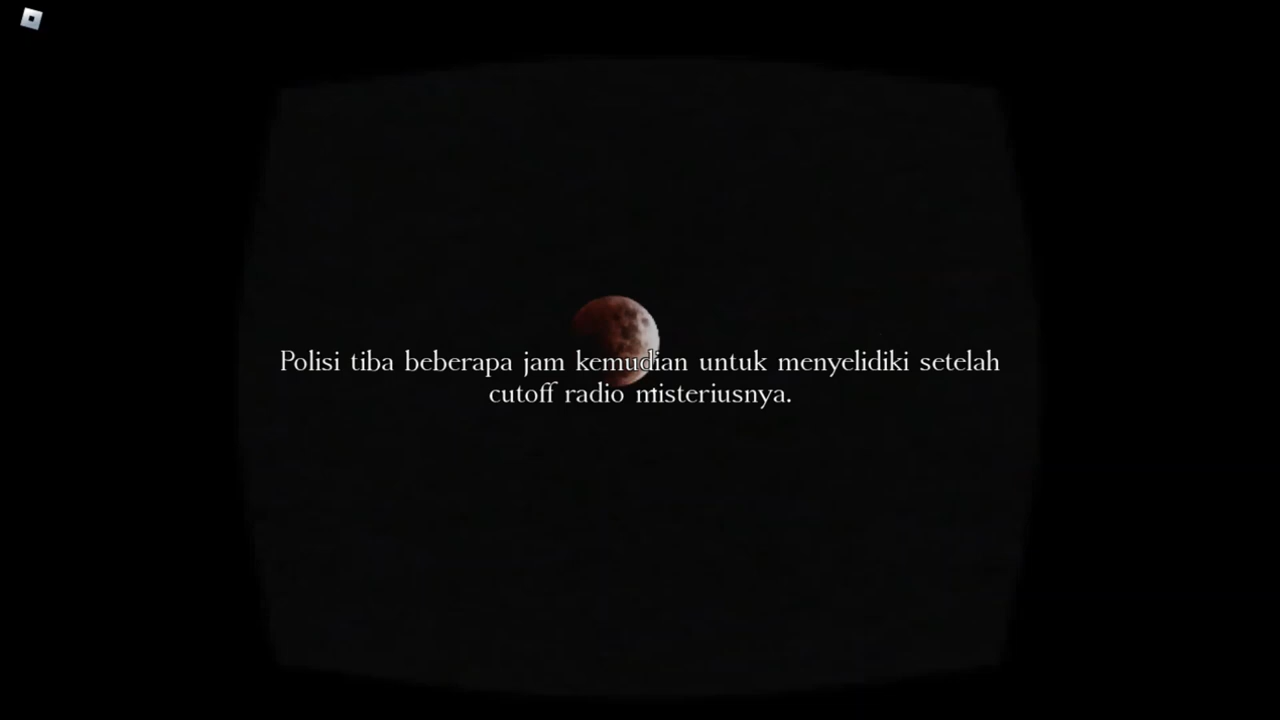 Polisi tiba beberapa jam kemudian untuk menyelidiki setelah
cutoff radio misteriusnya.